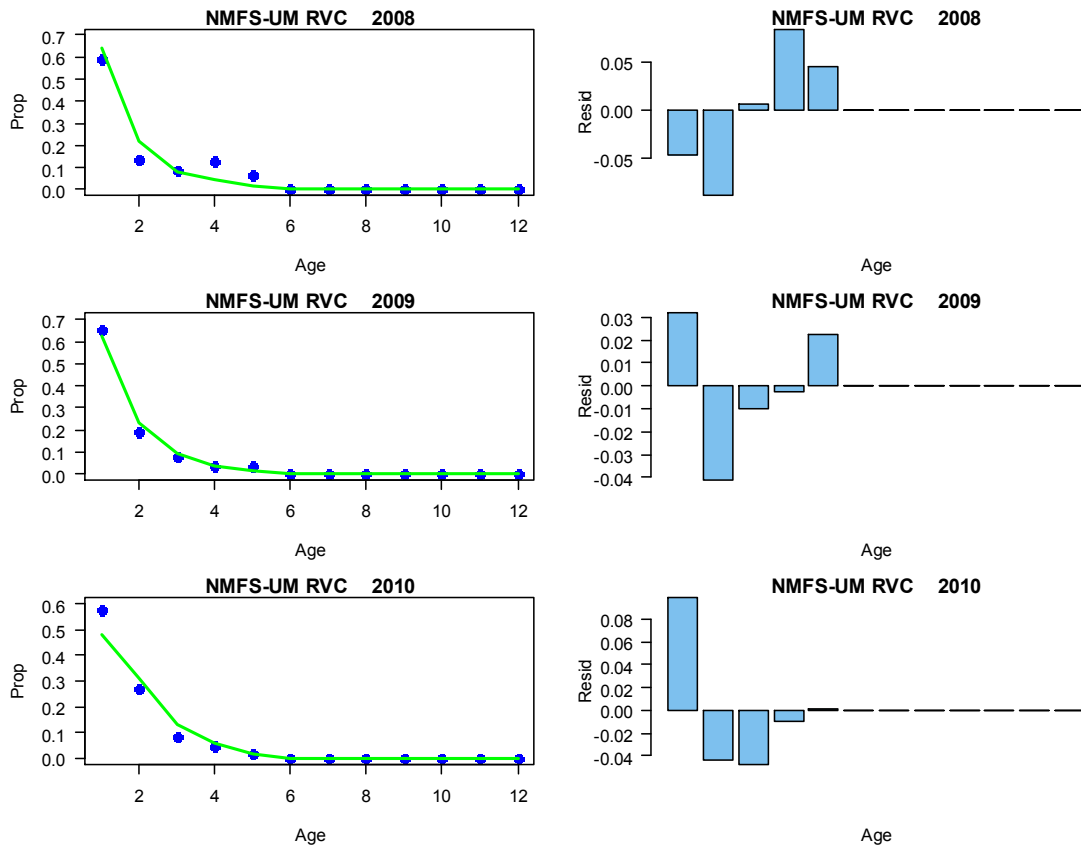 NMFS-UM RVC 2008
Prop
0.7
0.6
0.5
0.4
0.3
0.2
0.1
0.0
2 4 6 8 10 12
Age
NMFS-UM RVC 2008
Resid
0.05
0.00
-0.05
Age
NMFS-UM RVC 2009
Prop
0.7
0.6
0.5
0.4
0.3
0.2
0.1
0.0
2 4 6 8 10 12
Age
NMFS-UM RVC 2009
Resid
0.03
0.02
0.01
0.00
-0.01
-0.02
-0.03
-0.04
Age
NMFS-UM RVC 2010
Prop
0.6
0.5
0.4
0.3
0.2
0.1
0.0
2 4 6 8 10 12
Age
NMFS-UM RVC 2010
Resid
0.08
0.06
0.04
0.02
0.00
-0.02
-0.04
Age